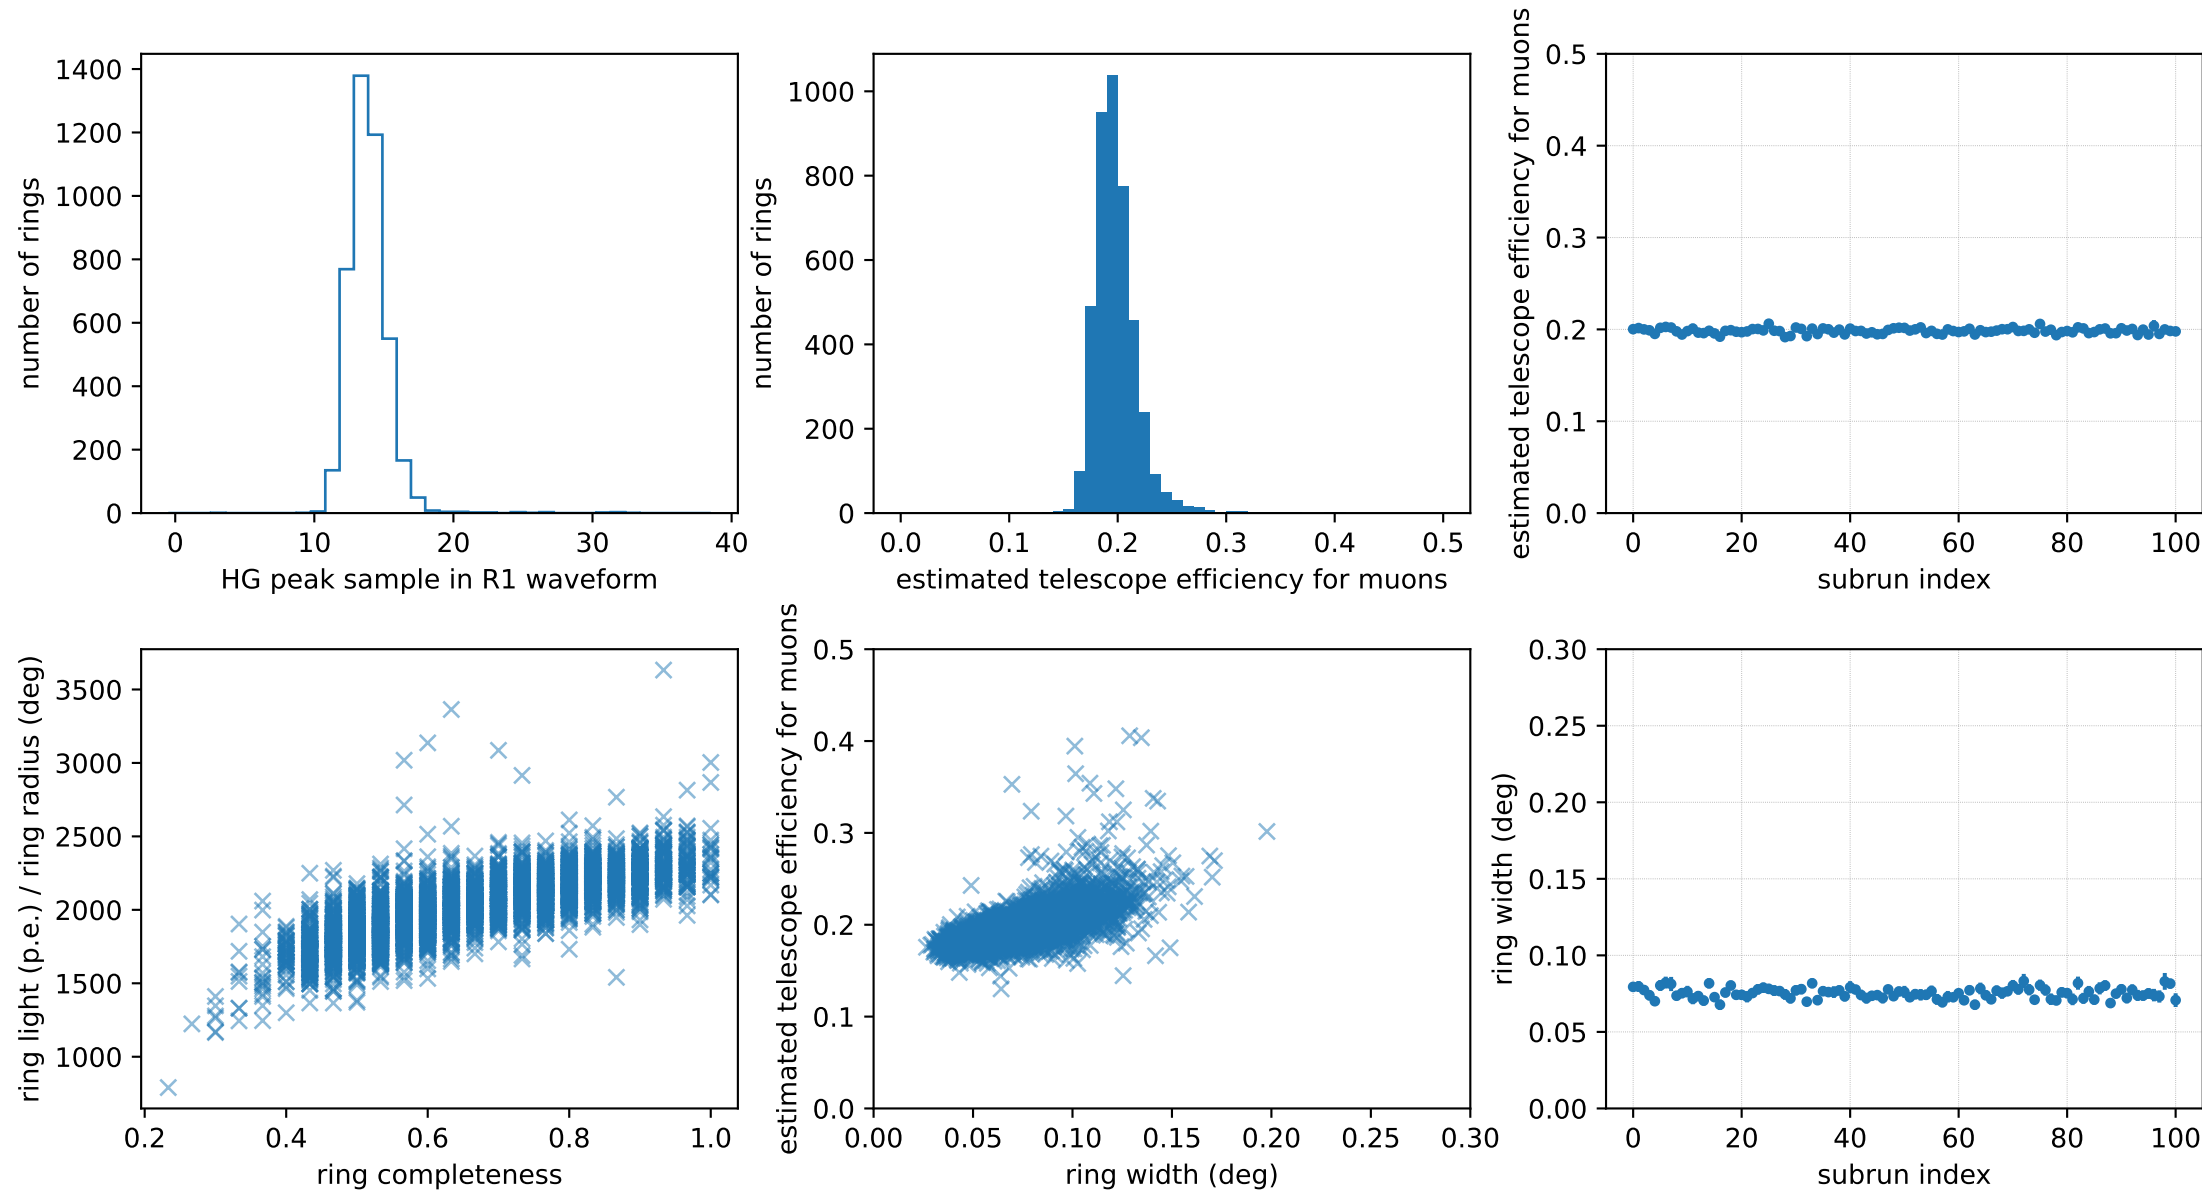 number of rings
1400
1200
1000
800
600
400
200
0
0 10 20 30 40
HG peak sample in R1 waveform
number of rings
1000
800
600
400
200
0
0.0 0.1 0.2 0.3 0.4 0.5
estimated telescope efficiency for muons
estimated telescope efficiency for muons
0.5
0.4
0.3
0.2
0.1
0.0
0 20 40 60 80 100
subrun index
ring light (p.e.) / ring radius (deg)
3500
3000
2500
2000
1500
1000
0.2 0.4 0.6 0.8 1.0
ring completeness
estimated telescope efficiency for muons
0.5
0.4
0.3
0.2
0.1
0.0
0.00 0.05 0.10 0.15 0.20 0.25 0.30
ring width (deg)
ring width (deg)
0.30
0.25
0.20
0.15
0.10
0.05
0.00
0 20 40 60 80 100
subrun index